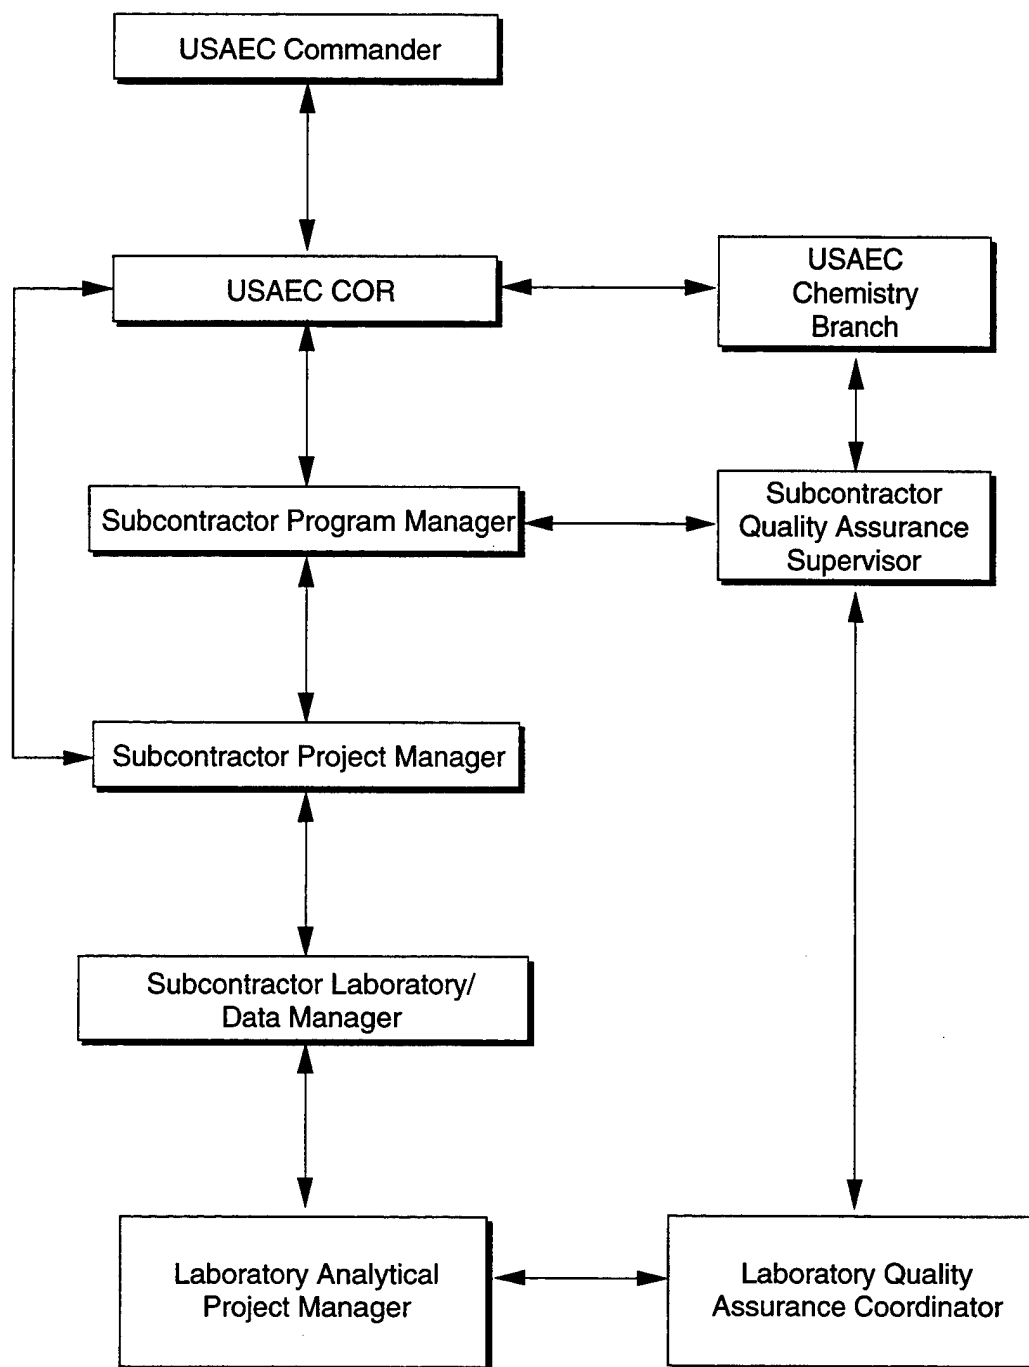 USAEC Commander
USAEC COR
USAEC
Chemistry
Branch
Subcontractor Program Manager
Subcontractor
Quality Assurance
Supervisor
Subcontractor Project Manager
Subcontractor Laboratory/
Data Manager
Laboratory Analytical
Project Manager
Laboratory Quality
Assurance Coordinator